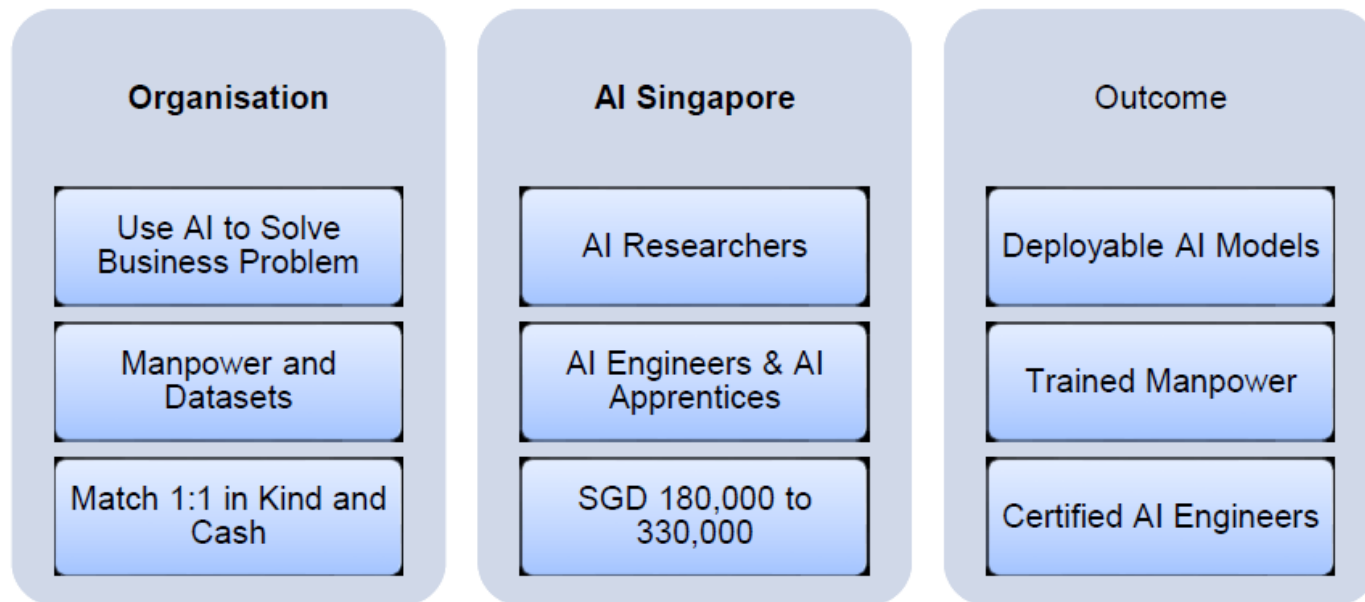 Organisation
Use AI to Solve
Business Problem
Manpower and
Datasets
Match 1:1 in Kind and
Cash
AI Singapore
AI Researchers
AI Engineers & AI
Apprentices
SGD 180,000 to
330,000
Outcome
Deployable AI Models
Trained Manpower
Certified AI Engineers